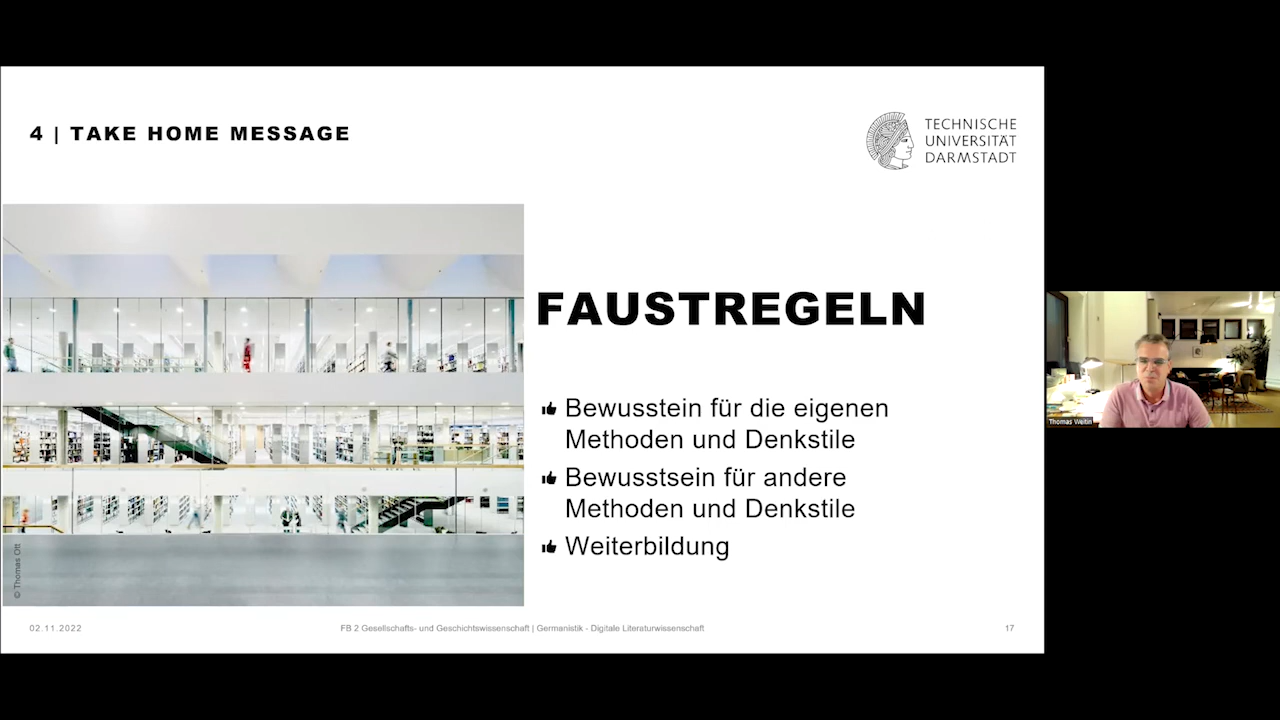 4 | TAKE HOME MESSAGE
TECHNISCHE
UNIVERSITÄT
DARMSTADT
FAUSTREGELN
Bewusstein für die eigenen
Methoden und Denkstile
Bewusstsein für andere
Methoden und Denkstile
Weiterbildung
© Thomas Ott
Thomas Weitin
02.11.2022
FB 2 Gesellschafts- und Geschichtswissenschaft | Germanistik - Digitale Literaturwissenschaft
17